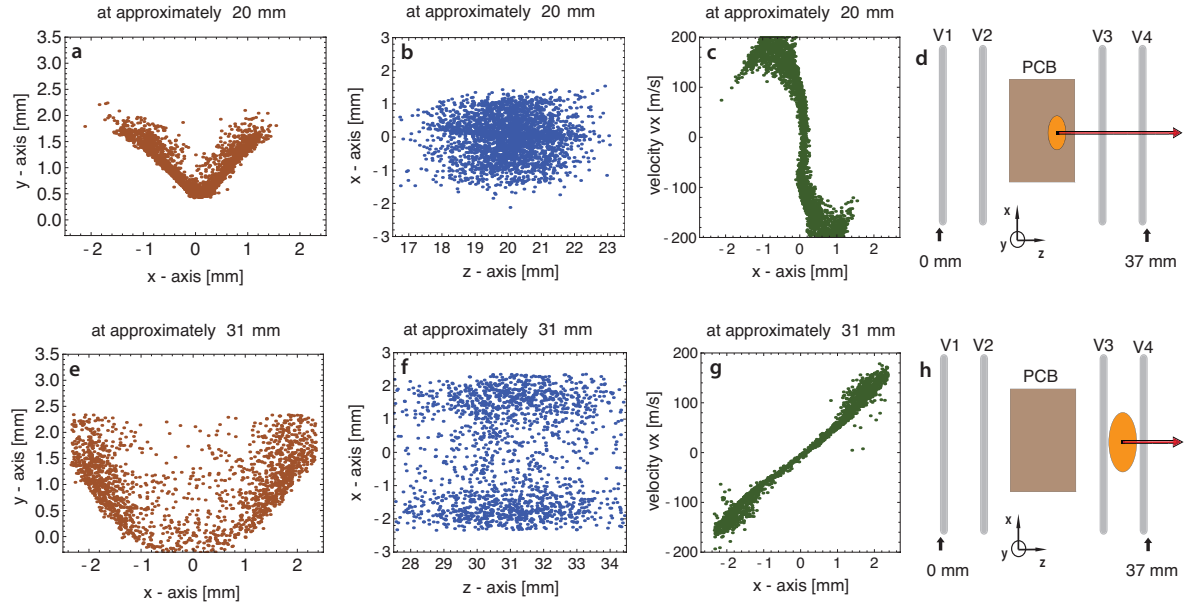 at approximately 20 mm
a
3.5
3.0
2.5
2.0
1.5
1.0
0.5
0.0
y - axis [mm]
- 2 - 1 0 1 2
x - axis [mm]
at approximately 20 mm
b
3
2
1
0
- 1
- 2
- 3
x - axis [mm]
17 18 19 20 21 22 23
z - axis [mm]
at approximately 20 mm
c
200
100
0
- 100
- 200
velocity vx [m/s]
- 2 - 1 0 1 2
x - axis [mm]
d
V1 V2 V3 V4
PCB
x
y z
0 mm 37 mm
at approximately 31 mm
e
3.5
3.0
2.5
2.0
1.5
1.0
0.5
0.0
y - axis [mm]
- 2 - 1 0 1 2
x - axis [mm]
at approximately 31 mm
f
3
2
1
0
- 1
- 2
- 3
x - axis [mm]
28 29 30 31 32 33 34
z - axis [mm]
at approximately 31 mm
g
200
100
0
- 100
- 200
velocity vx [m/s]
- 2 - 1 0 1 2
x - axis [mm]
h
V1 V2 V3 V4
PCB
x
y z
0 mm 37 mm